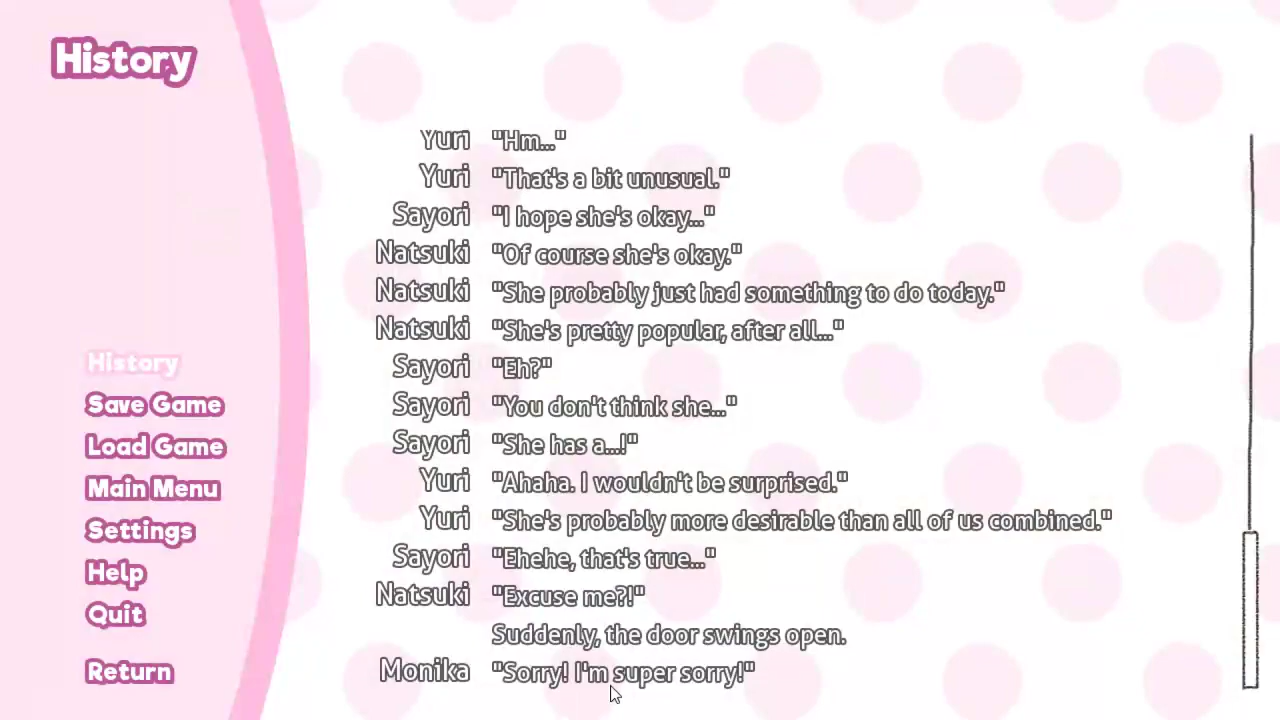 History
Yuri "Hm..."
Yuri "That's a bit unusual."
Sayori "I hope she's okay..."
Natsuki "Of course she's okay."
Natsuki "She probably just had something to do today."
Natsuki "She's pretty popular, after all..."
Sayori "Eh?"
Sayori "You don't think she..."
Sayori "She has a...!"
Yuri "Ahaha. I wouldn't be surprised."
Yuri "She's probably more desirable than all of us combined."
Sayori "Ehehe, that's true..."
Natsuki "Excuse me?!"
Suddenly, the door swings open.
Monika "Sorry! I'm super sorry!"
History
Save Game
Load Game
Main Menu
Settings
Help
Quit
Return